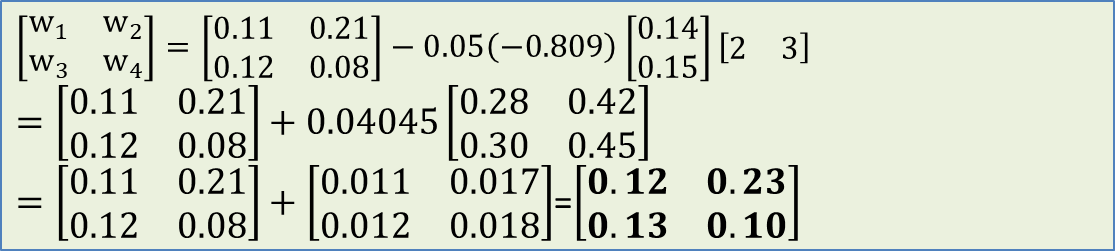 [w₁ w₂; w₃ w₄] = [0.11 0.21; 0.12 0.08] − 0.05(−0.809) [0.14; 0.15] [2 3]
= [0.11 0.21; 0.12 0.08] + 0.04045 [0.28 0.42; 0.30 0.45]
= [0.11 0.21; 0.12 0.08] + [0.011 0.017; 0.012 0.018] = [0.12 0.23; 0.13 0.10]